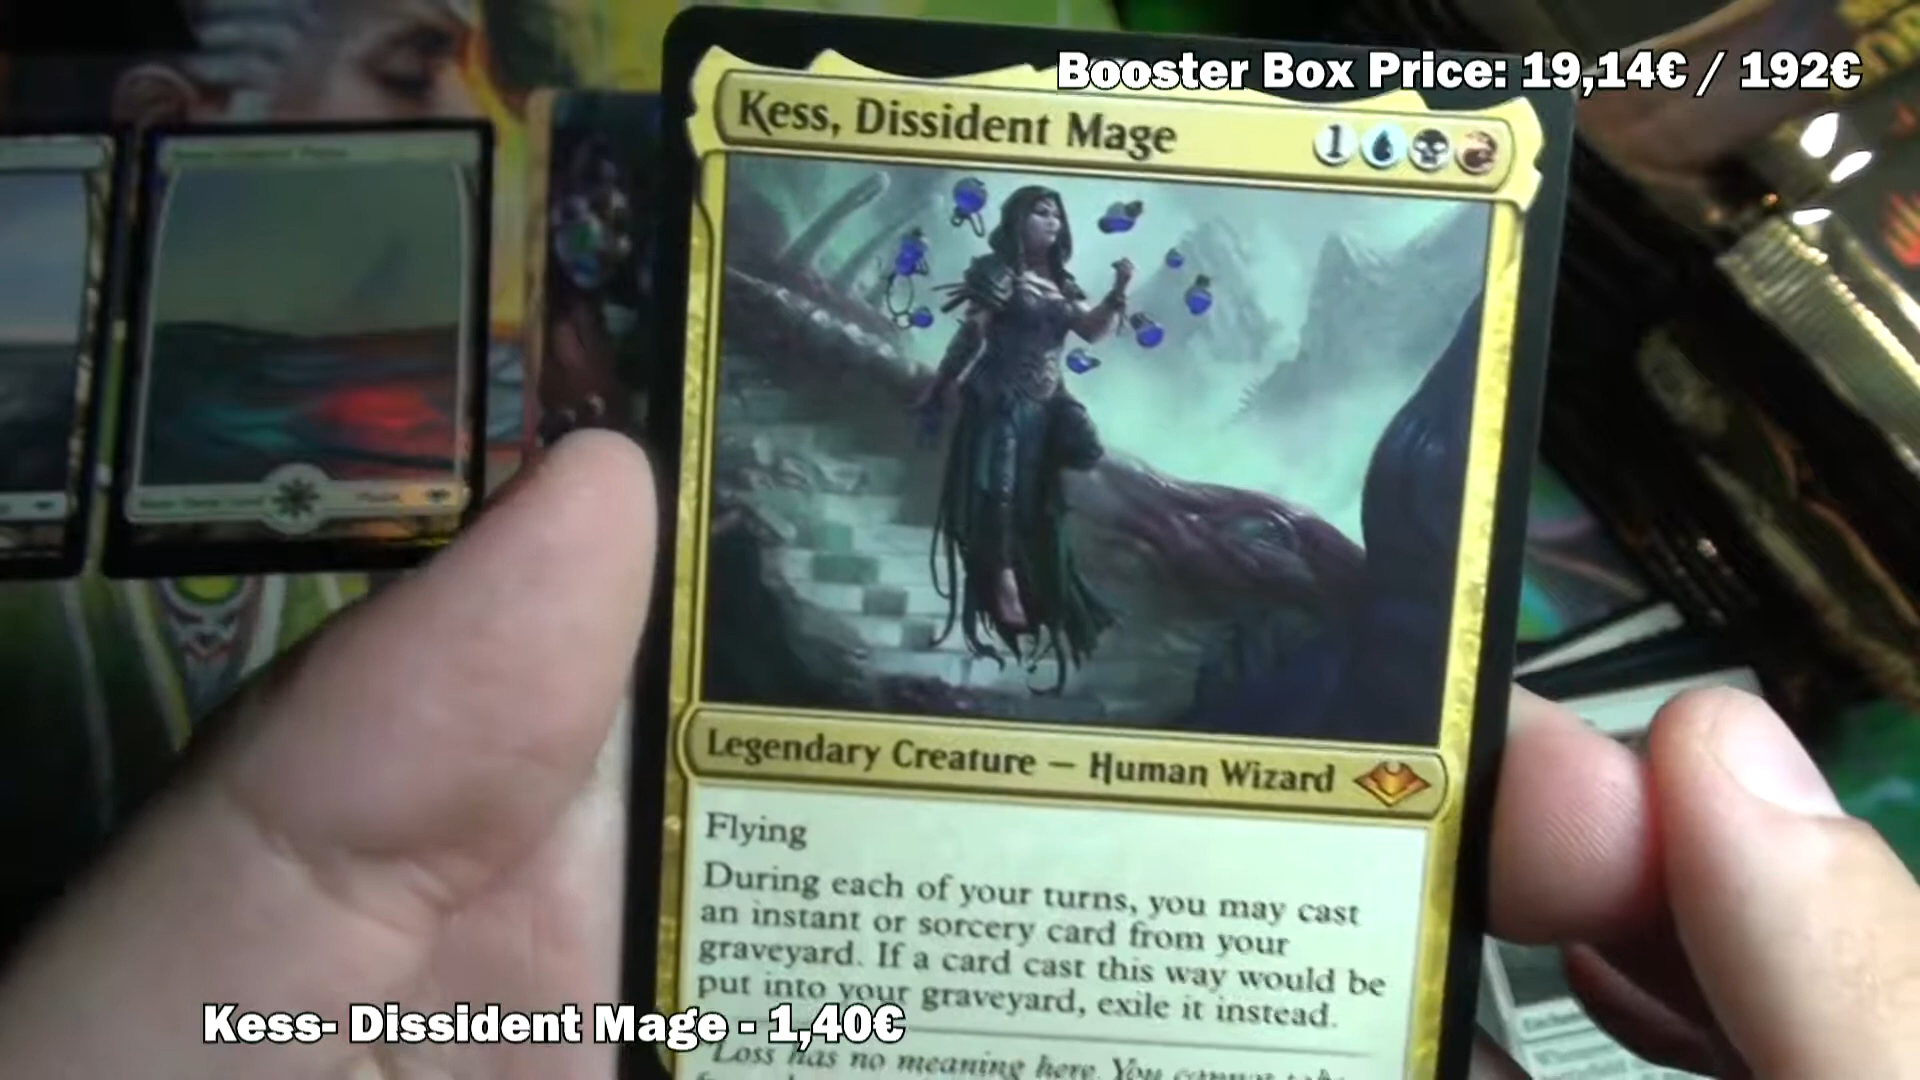 Booster Box Price: 19,14€ / 192€
Kess, Dissident Mage 1
Legendary Creature — Human Wizard
Flying
During each of your turns, you may cast
an instant or sorcery card from your
graveyard. If a card cast this way would be
put into your graveyard, exile it instead.
Kess- Dissident Mage - 1,40€
"Loss has no meaning here. You cannot